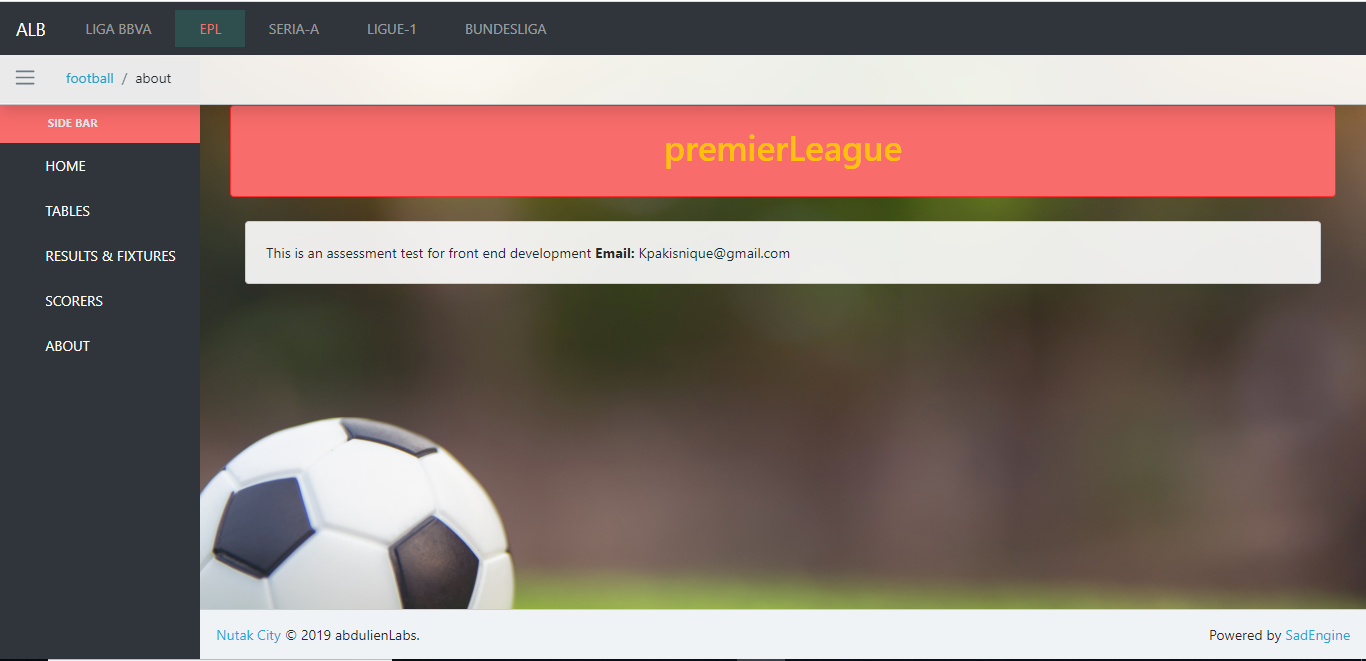 ALB LIGA BBVA EPL SERIA-A LIGUE-1 BUNDESLIGA
football / about
SIDE BAR
HOME
TABLES
RESULTS & FIXTURES
SCORERS
ABOUT
premierLeague
This is an assessment test for front end development Email: Kpakisnique@gmail.com
Nutak City © 2019 abdulienLabs.
Powered by SadEngine